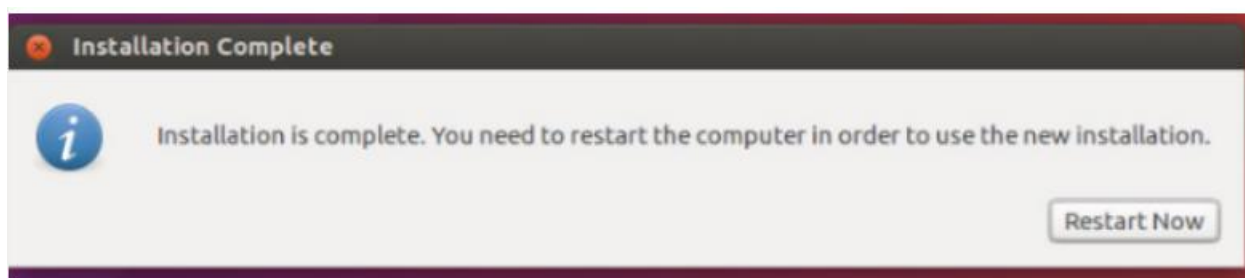 Installation Complete
Installation is complete. You need to restart the computer in order to use the new installation.
Restart Now